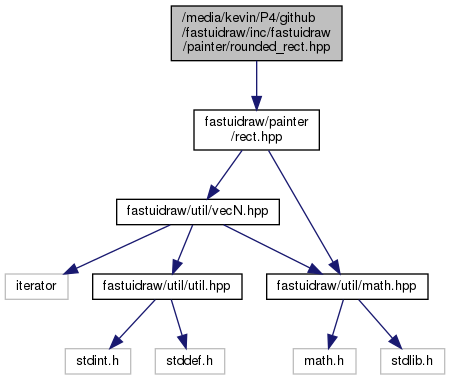 /media/kevin/P4/github
/fastuidraw/inc/fastuidraw
/painter/rounded_rect.hpp
fastuidraw/painter
/rect.hpp
fastuidraw/util/vecN.hpp
iterator
fastuidraw/util/util.hpp
fastuidraw/util/math.hpp
stdint.h
stddef.h
math.h
stdlib.h